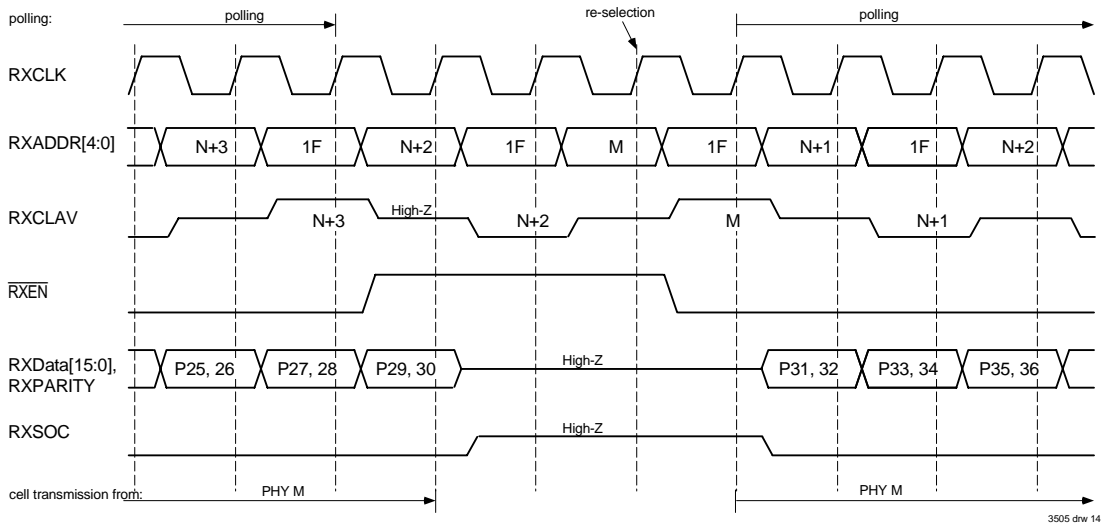 polling:
polling
re-selection
polling
RXCLK
RXADDR[4:0]
N+3
1F
N+2
1F
M
1F
N+1
1F
N+2
RXCLAV
N+3
High-Z
N+2
M
N+1
RXEN
RXData[15:0],
RXPARITY
P25, 26
P27, 28
P29, 30
High-Z
P31, 32
P33, 34
P35, 36
RXSOC
High-Z
cell transmission from:
PHY M
PHY M
3505 drw 14